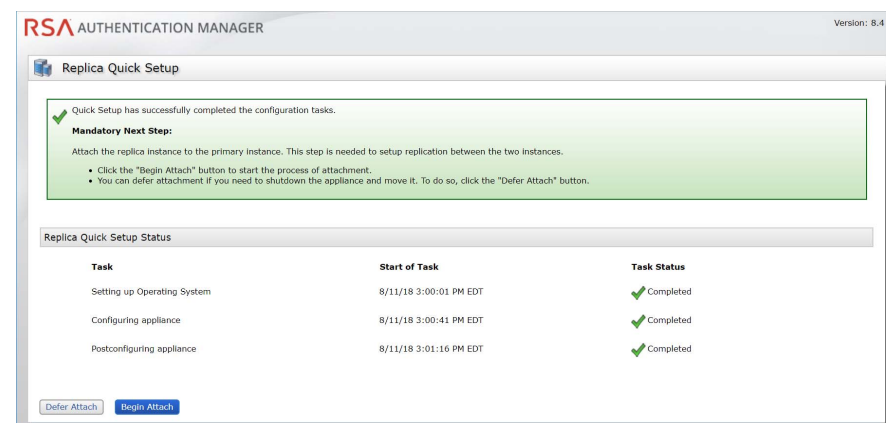 RSA AUTHENTICATION MANAGER
Version: 8.4
Replica Quick Setup
Quick Setup has successfully completed the configuration tasks.
Mandatory Next Step:
Attach the replica instance to the primary instance. This step is needed to setup replication between the two instances.
• Click the "Begin Attach" button to start the process of attachment.
• You can defer attachment if you need to shutdown the appliance and move it. To do so, click the "Defer Attach" button.
Replica Quick Setup Status
Task Start of Task Task Status
Setting up Operating System 8/11/18 3:00:01 PM EDT Completed
Configuring appliance 8/11/18 3:00:41 PM EDT Completed
Postconfiguring appliance 8/11/18 3:01:16 PM EDT Completed
Defer Attach Begin Attach